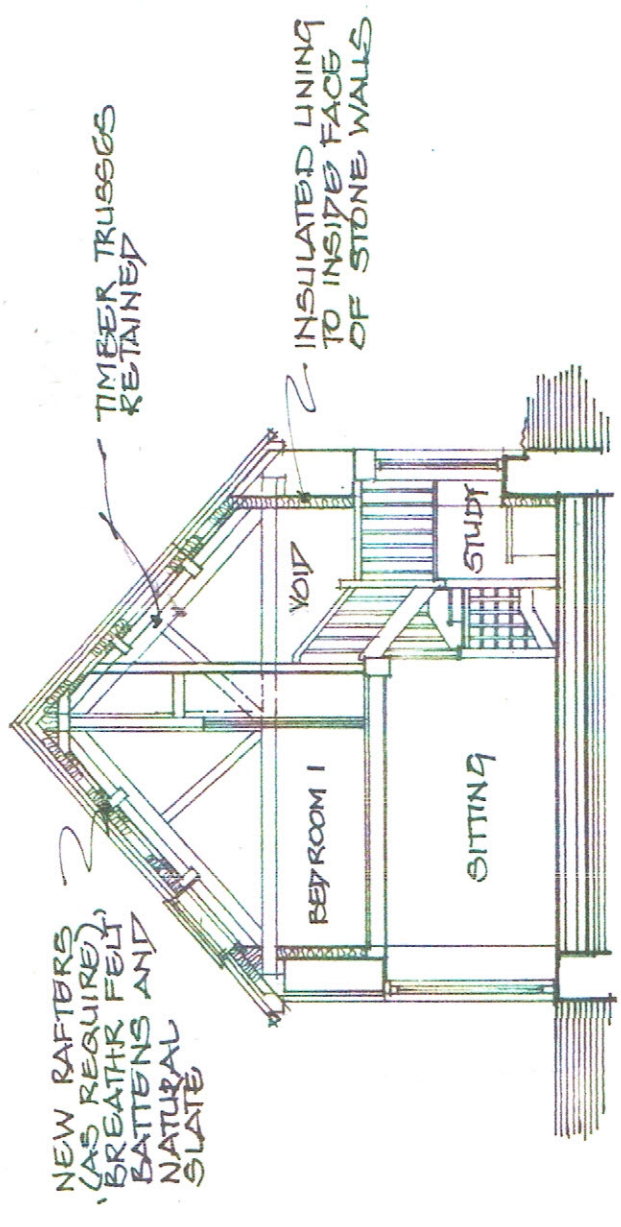 NEW RAFTERS
(AS REQUIRE),
'BREATHR FELT'
BATTENS AND
NATURAL
SLATE
TIMBER TRUSSES
RETAINED
INSULATED LINING
TO INSIDE FACE
OF STONE WALLS
BEDROOM 1
VOID
SITTING
STUDY